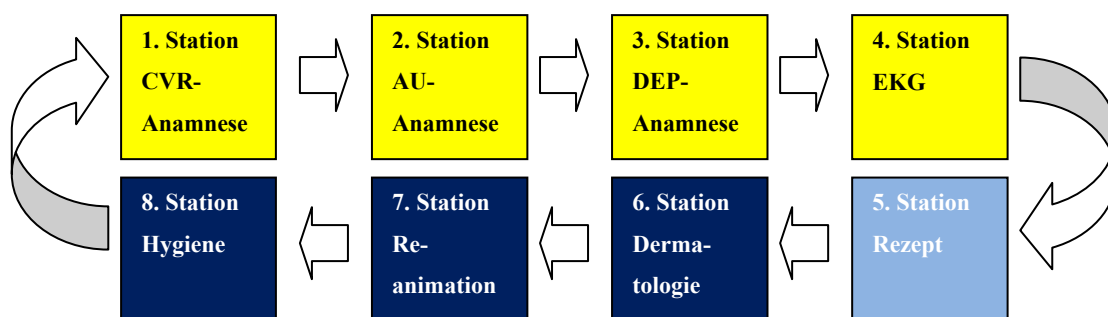 1. Station
CVR-
Anamnese
2. Station
AU-
Anamnese
3. Station
DEP-
Anamnese
4. Station
EKG
8. Station
Hygiene
7. Station
Re-
animation
6. Station
Derma-
tologie
5. Station
Rezept